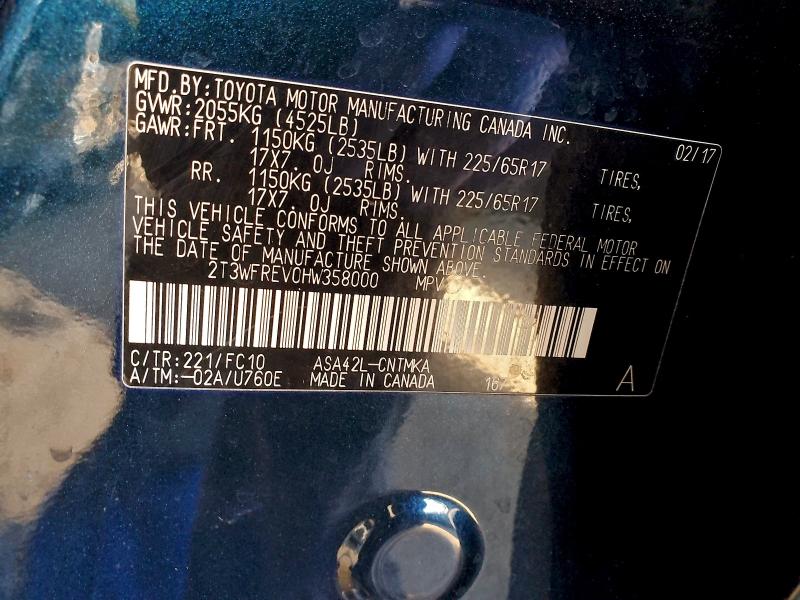 MFD.BY:TOYOTA MOTOR MANUFACTURING CANADA INC. 02/17
GVWR:2055KG (4525LB)
GAWR:FRT. 1150KG (2535LB) WITH 225/65R17 TIRES,
17X7.0J RIMS.
RR. 1150KG (2535LB) WITH 225/65R17 TIRES,
17X7.0J RIMS.
THIS VEHICLE CONFORMS TO ALL APPLICABLE FEDERAL MOTOR
VEHICLE SAFETY AND THEFT PREVENTION STANDARDS IN EFFECT ON
THE DATE OF MANUFACTURE SHOWN ABOVE.
2T3WFREV0HW358000 MPV
C/TR:221/FC10 ASA42L-CNTMKA
A/TM:-02A/U760E MADE IN CANADA A